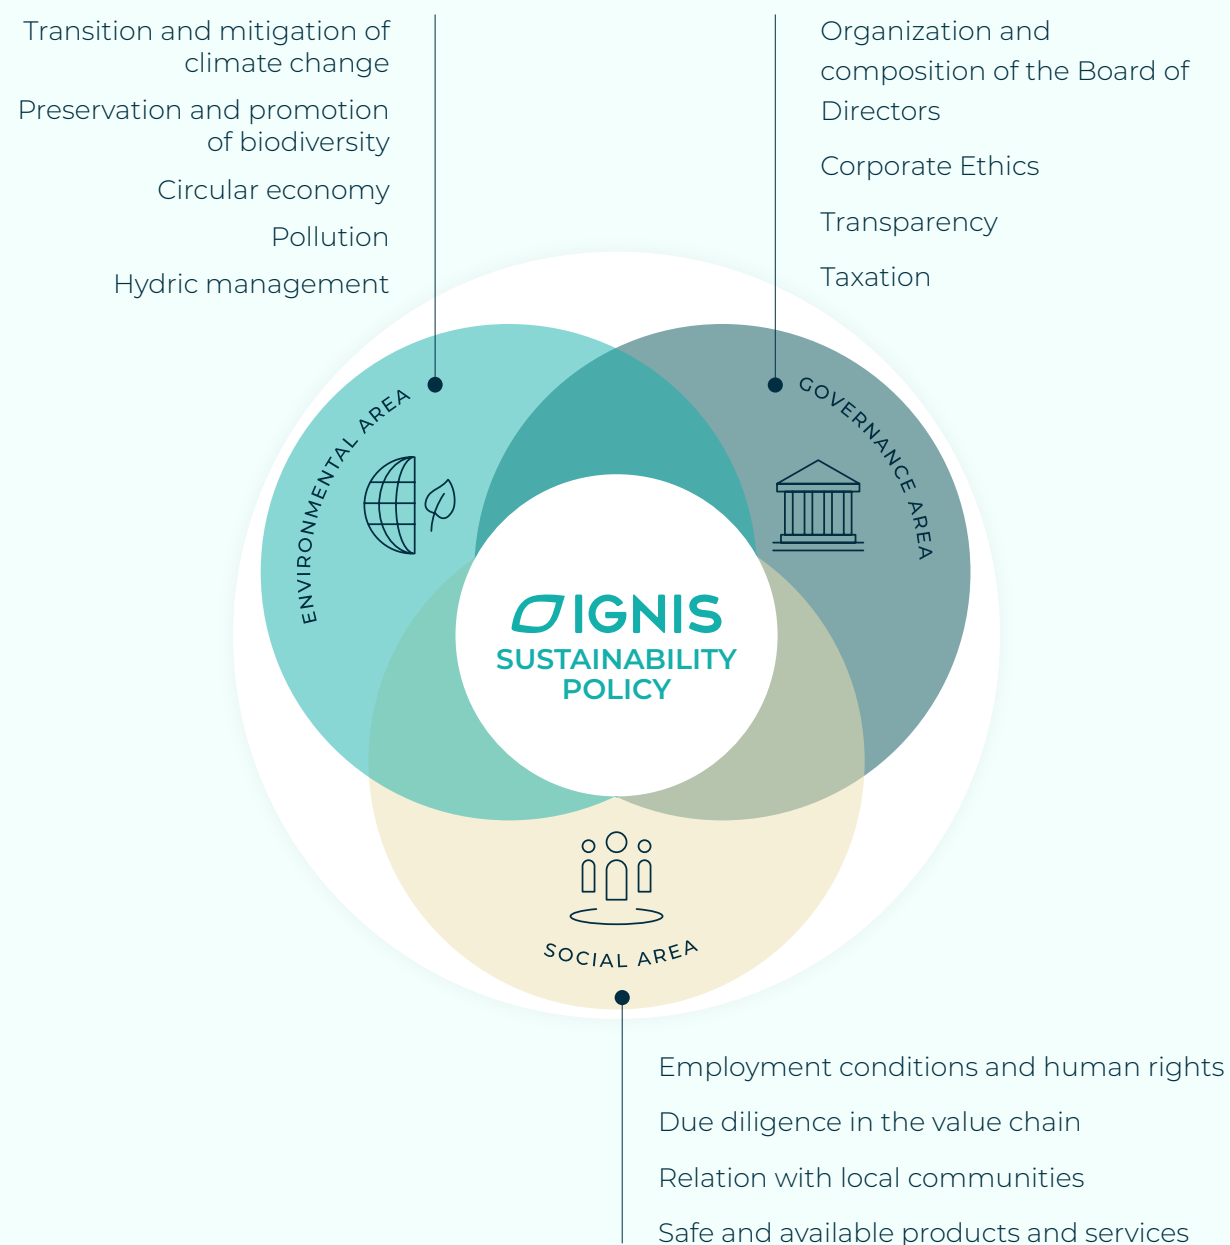 Transition and mitigation of
climate change
Preservation and promotion
of biodiversity
Circular economy
Pollution
Hydric management
Organization and
composition of the Board of
Directors
Corporate Ethics
Transparency
Taxation
ENVIRONMENTAL AREA
GOVERNANCE AREA
IGNIS
SUSTAINABILITY
POLICY
SOCIAL AREA
Employment conditions and human rights
Due diligence in the value chain
Relation with local communities
Safe and available products and services